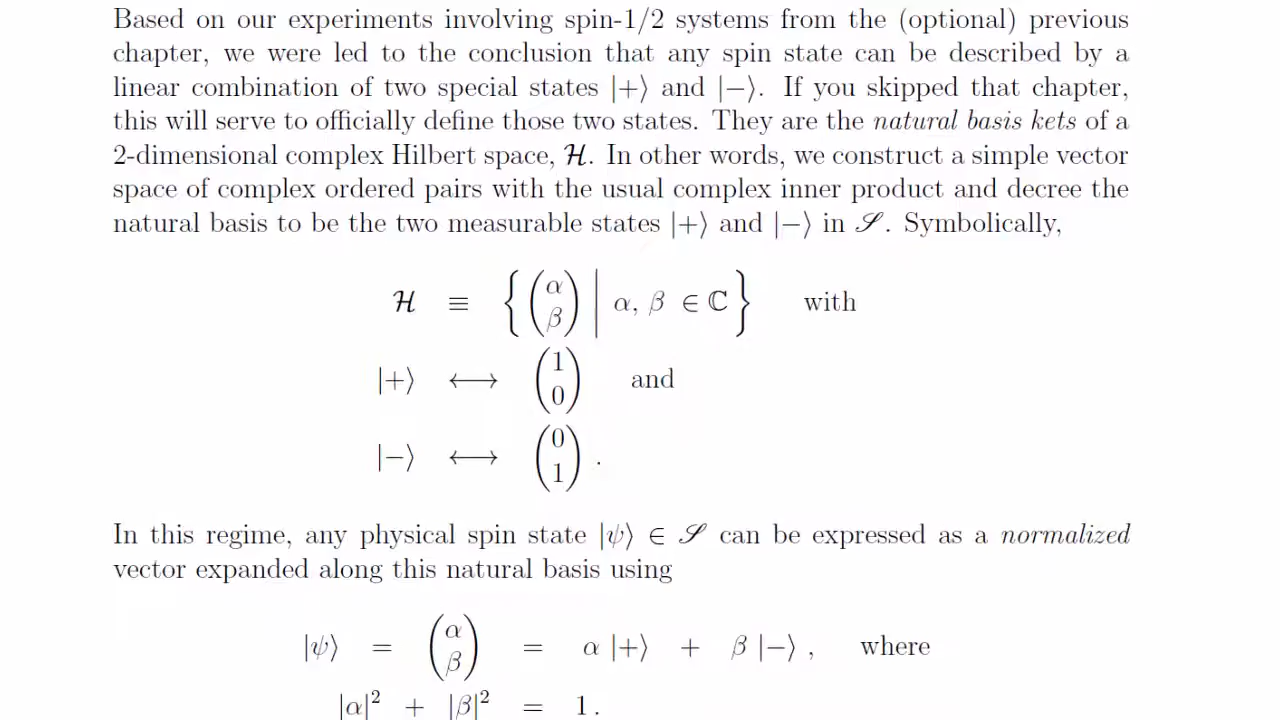 Based on our experiments involving spin-1/2 systems from the (optional) previous
chapter, we were led to the conclusion that any spin state can be described by a
linear combination of two special states |+⟩ and |−⟩. If you skipped that chapter,
this will serve to officially define those two states. They are the natural basis kets of a
2-dimensional complex Hilbert space, ℋ. In other words, we construct a simple vector
space of complex ordered pairs with the usual complex inner product and decree the
natural basis to be the two measurable states |+⟩ and |−⟩ in 𝒮. Symbolically,
ℋ ≡ { (α β) | α, β ∈ ℂ } with
|+⟩ ⟷ (1 0) and
|−⟩ ⟷ (0 1) .
In this regime, any physical spin state |ψ⟩ ∈ 𝒮 can be expressed as a normalized
vector expanded along this natural basis using
|ψ⟩ = (α β) = α |+⟩ + β |−⟩ , where
|α|² + |β|² = 1 .